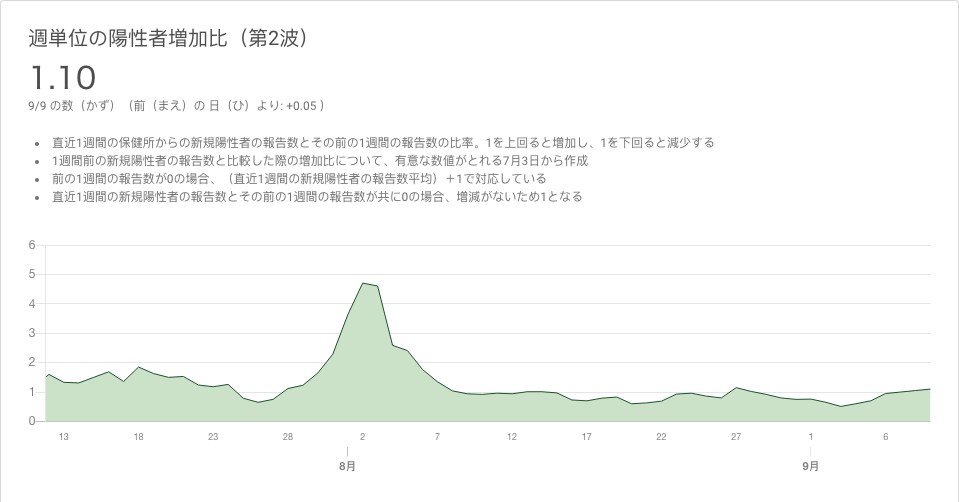 週単位の陽性者増加比（第2波）
1.10
9/9 の数（かず）（前（まえ）の 日（ひ）より: +0.05 ）
• 直近1週間の保健所からの新規陽性者の報告数とその前の1週間の報告数の比率。1を上回ると増加し、1を下回ると減少する
• 1週間前の新規陽性者の報告数と比較した際の増加比について、有意な数値がとれる7月3日から作成
• 前の1週間の報告数が0の場合、（直近1週間の新規陽性者の報告数平均）＋1で対応している
• 直近1週間の新規陽性者の報告数とその前の1週間の報告数が共に0の場合、増減がないため1となる
6
5
4
3
2
1
0
13 18 23 28 2 7 12 17 22 27 1 6
8月 9月